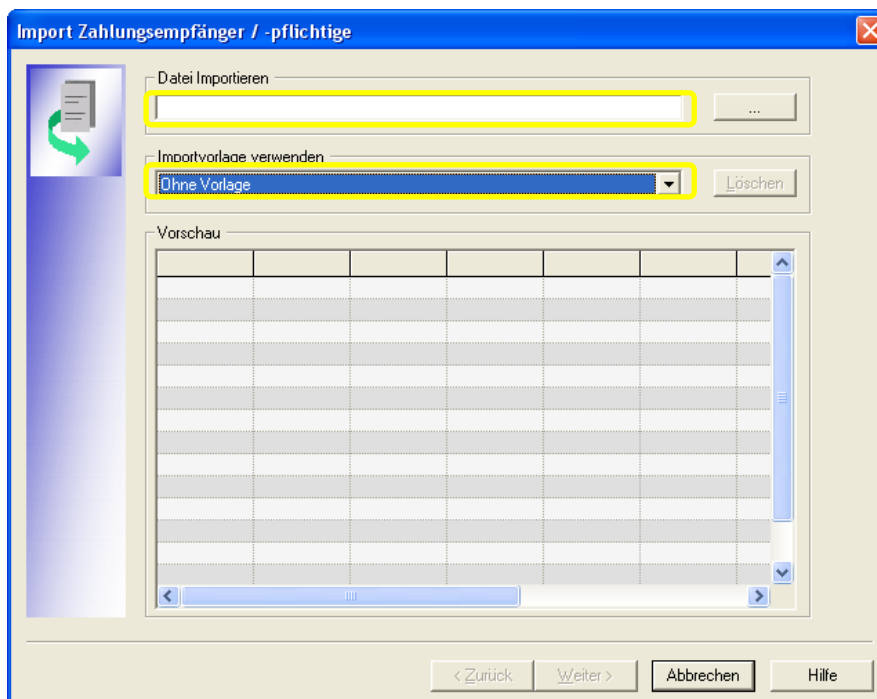 Import Zahlungsempfänger / -pflichtige
Datei Importieren
...
Importvorlage verwenden
Ohne Vorlage
Löschen
Vorschau
< Zurück
Weiter >
Abbrechen
Hilfe